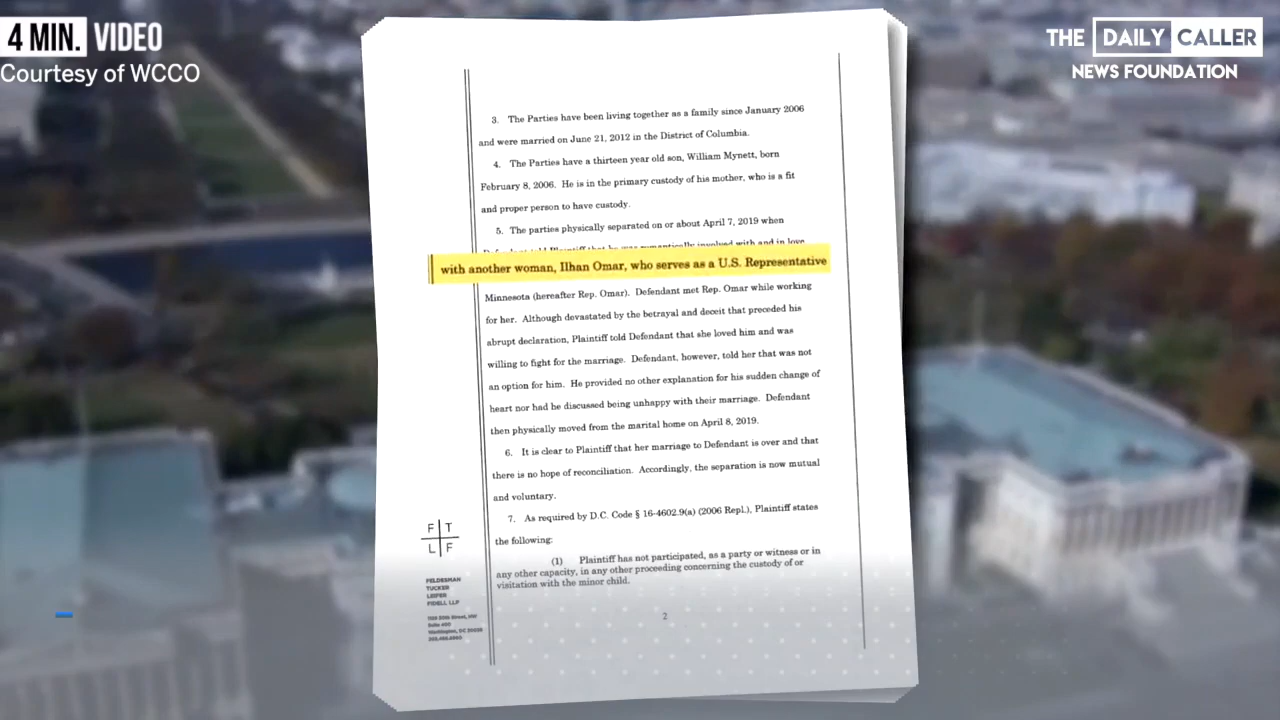 4 MIN. VIDEO
Courtesy of WCCO
THE DAILY CALLER
NEWS FOUNDATION
3. The Parties have been living together as a family since January 2006
and were married on June 21, 2012 in the District of Columbia.
4. The Parties have a thirteen year old son, William Mynett, born
February 8, 2006. He is in the primary custody of his mother, who is a fit
and proper person to have custody.
5. The parties physically separated on or about April 7, 2019 when
romantically involved with and in love
with another woman, Ilhan Omar, who serves as a U.S. Representative
Minnesota (hereafter Rep. Omar). Defendant met Rep. Omar while working
for her. Although devastated by the betrayal and deceit that preceded his
abrupt declaration, Plaintiff told Defendant that she loved him and was
willing to fight for the marriage. Defendant, however, told her that was not
an option for him. He provided no other explanation for his sudden change of
heart nor had he discussed being unhappy with their marriage. Defendant
then physically moved from the marital home on April 8, 2019.
6. It is clear to Plaintiff that her marriage to Defendant is over and that
there is no hope of reconciliation. Accordingly, the separation is now mutual
and voluntary.
7. As required by D.C. Code § 16-4602.9(a) (2006 Repl.), Plaintiff states
the following:
(1) Plaintiff has not participated, as a party or witness or in
any other capacity, in any other proceeding concerning the custody of or
visitation with the minor child.
2
F T
L F
FELDESMAN
TUCKER
LEIFER
FIDELL LLP